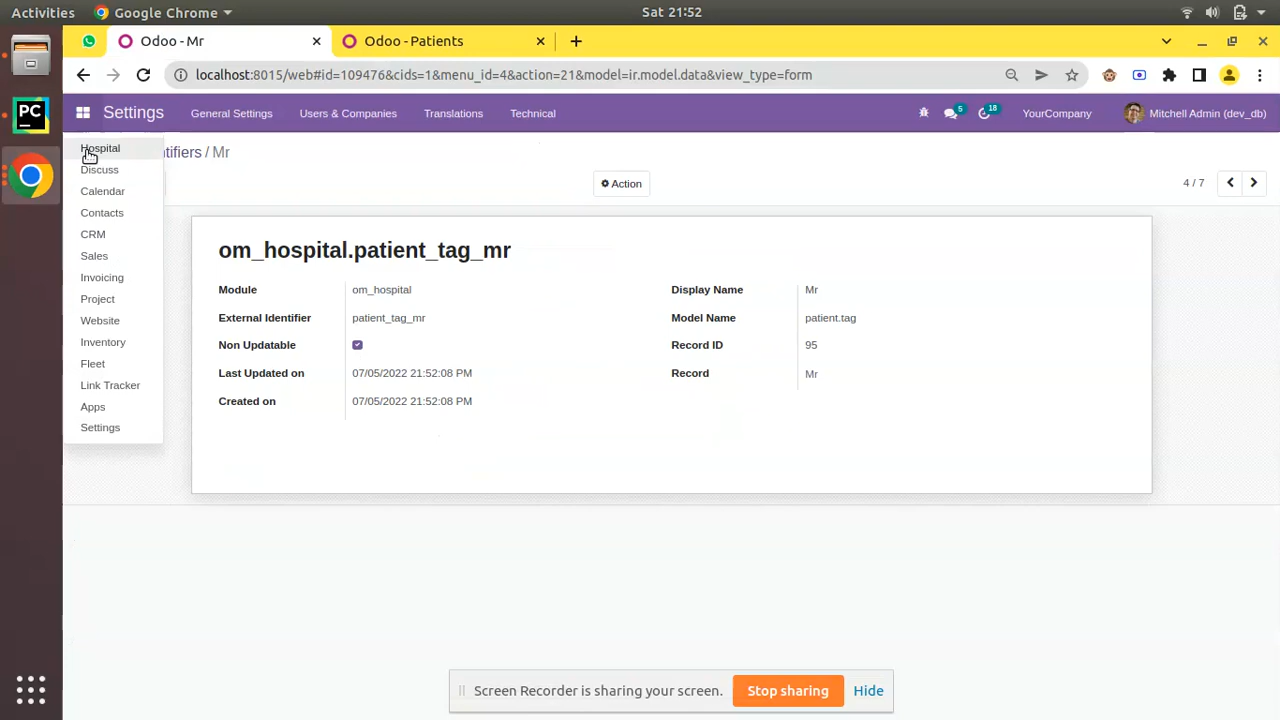 Activities Google Chrome Sat 21:52
Odoo - Mr Odoo - Patients
localhost:8015/web#id=109476&cids=1&menu_id=4&action=21&model=ir.model.data&view_type=form
Settings General Settings Users & Companies Translations Technical 5 18 YourCompany Mitchell Admin (dev_db)
Hospital
Discuss
Calendar
Contacts
CRM
Sales
Invoicing
Project
Website
Inventory
Fleet
Link Tracker
Apps
Settings
tifiers / Mr
Action 4 / 7
om_hospital.patient_tag_mr
Module om_hospital Display Name Mr
External Identifier patient_tag_mr Model Name patient.tag
Non Updatable Record ID 95
Last Updated on 07/05/2022 21:52:08 PM Record Mr
Created on 07/05/2022 21:52:08 PM
Screen Recorder is sharing your screen. Stop sharing Hide
PC